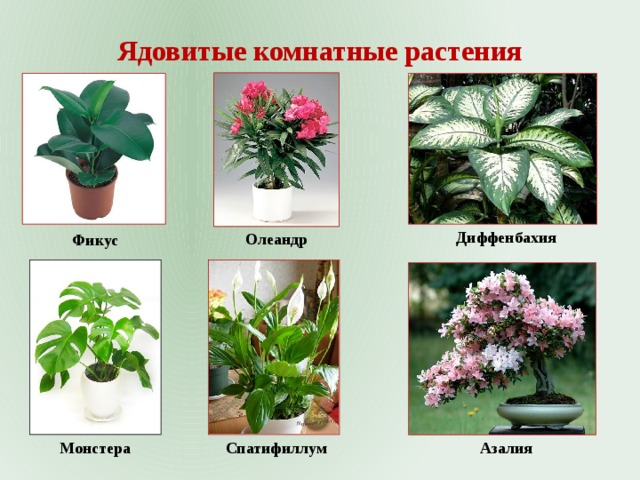 Ядовитые комнатные растения
Фикус
Олеандр
Диффенбахия
Монстера
Спатифиллум
Азалия